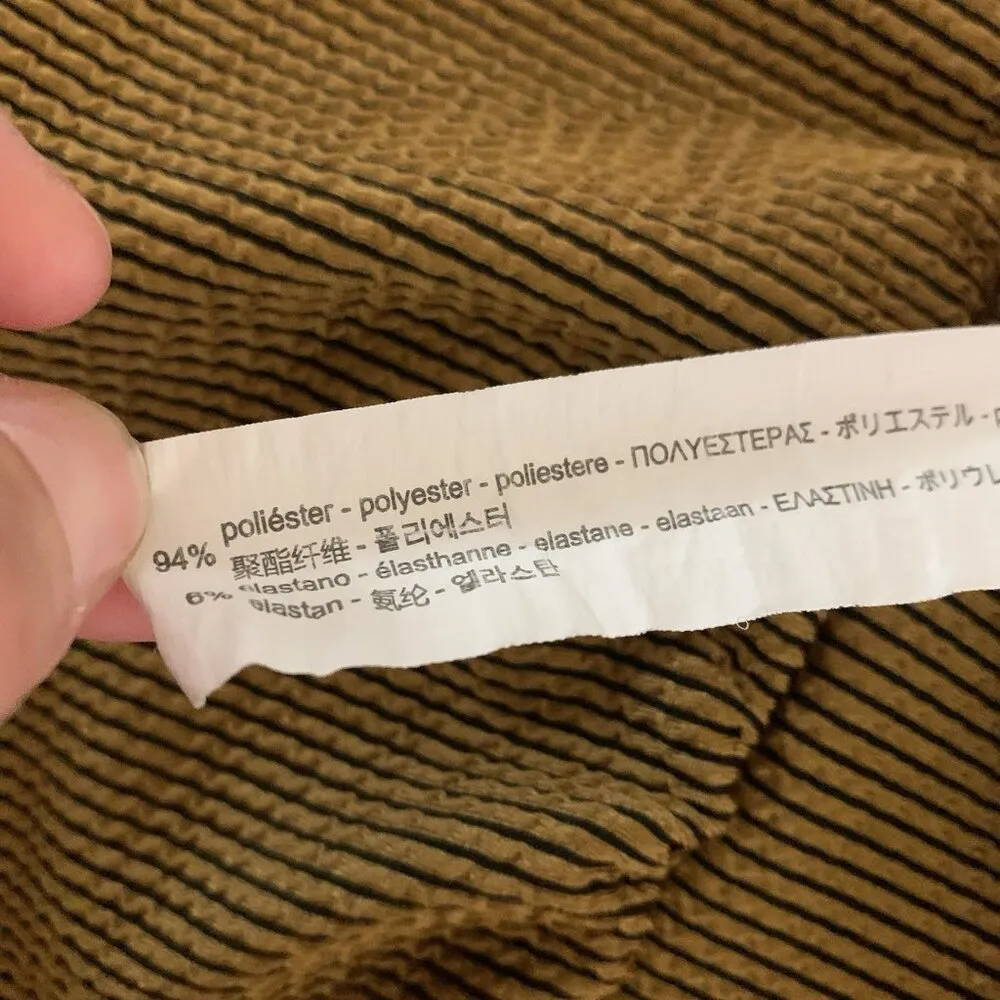 94% poliéster - polyester - poliestere - ΠΟΛΥΕΣΤΕΡΑΣ - ポリエステル -
聚酯纤维 - 폴리에스터
6% elastano - élasthanne - elastane - elastaan - ΕΛΑΣΤΙΝΗ - ポリウレ
elastan - 氨纶 - 엘라스탄